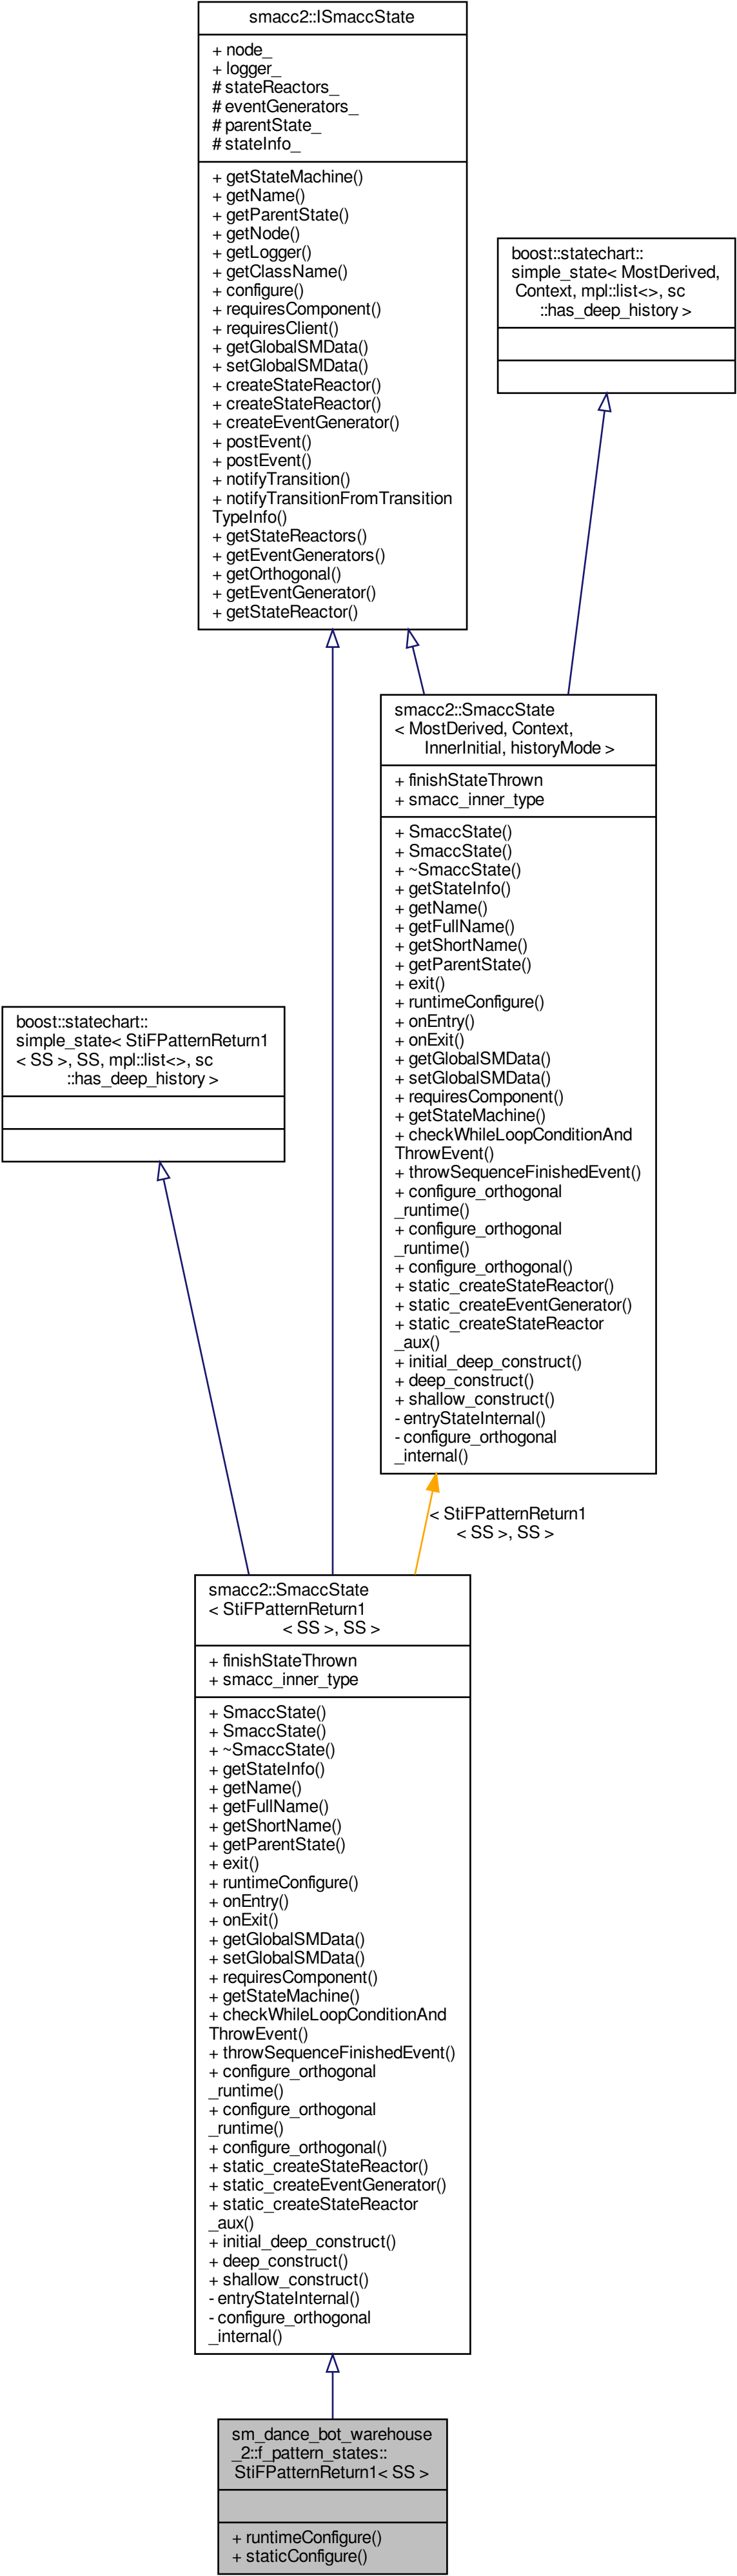 smacc2::ISmaccState
+ node_
+ logger_
# stateReactors_
# eventGenerators_
# parentState_
# stateInfo_
+ getStateMachine()
+ getName()
+ getParentState()
+ getNode()
+ getLogger()
+ getClassName()
+ configure()
+ requiresComponent()
+ requiresClient()
+ getGlobalSMData()
+ setGlobalSMData()
+ createStateReactor()
+ createStateReactor()
+ createEventGenerator()
+ postEvent()
+ postEvent()
+ notifyTransition()
+ notifyTransitionFromTransition
TypeInfo()
+ getStateReactors()
+ getEventGenerators()
+ getOrthogonal()
+ getEventGenerator()
+ getStateReactor()
boost::statechart::
simple_state< MostDerived,
Context, mpl::list<>, sc
::has_deep_history >
smacc2::SmaccState
< MostDerived, Context,
InnerInitial, historyMode >
+ finishStateThrown
+ smacc_inner_type
+ SmaccState()
+ SmaccState()
+ ~SmaccState()
+ getStateInfo()
+ getName()
+ getFullName()
+ getShortName()
+ getParentState()
+ exit()
+ runtimeConfigure()
+ onEntry()
+ onExit()
+ getGlobalSMData()
+ setGlobalSMData()
+ requiresComponent()
+ getStateMachine()
+ checkWhileLoopConditionAnd
ThrowEvent()
+ throwSequenceFinishedEvent()
+ configure_orthogonal
_runtime()
+ configure_orthogonal
_runtime()
+ configure_orthogonal()
+ static_createStateReactor()
+ static_createEventGenerator()
+ static_createStateReactor
_aux()
+ initial_deep_construct()
+ deep_construct()
+ shallow_construct()
- entryStateInternal()
- configure_orthogonal
_internal()
boost::statechart::
simple_state< StiFPatternReturn1
< SS >, SS, mpl::list<>, sc
::has_deep_history >
< StiFPatternReturn1
< SS >, SS >
smacc2::SmaccState
< StiFPatternReturn1
< SS >, SS >
+ finishStateThrown
+ smacc_inner_type
+ SmaccState()
+ SmaccState()
+ ~SmaccState()
+ getStateInfo()
+ getName()
+ getFullName()
+ getShortName()
+ getParentState()
+ exit()
+ runtimeConfigure()
+ onEntry()
+ onExit()
+ getGlobalSMData()
+ setGlobalSMData()
+ requiresComponent()
+ getStateMachine()
+ checkWhileLoopConditionAnd
ThrowEvent()
+ throwSequenceFinishedEvent()
+ configure_orthogonal
_runtime()
+ configure_orthogonal
_runtime()
+ configure_orthogonal()
+ static_createStateReactor()
+ static_createEventGenerator()
+ static_createStateReactor
_aux()
+ initial_deep_construct()
+ deep_construct()
+ shallow_construct()
- entryStateInternal()
- configure_orthogonal
_internal()
sm_dance_bot_warehouse
_2::f_pattern_states::
StiFPatternReturn1< SS >
+ runtimeConfigure()
+ staticConfigure()